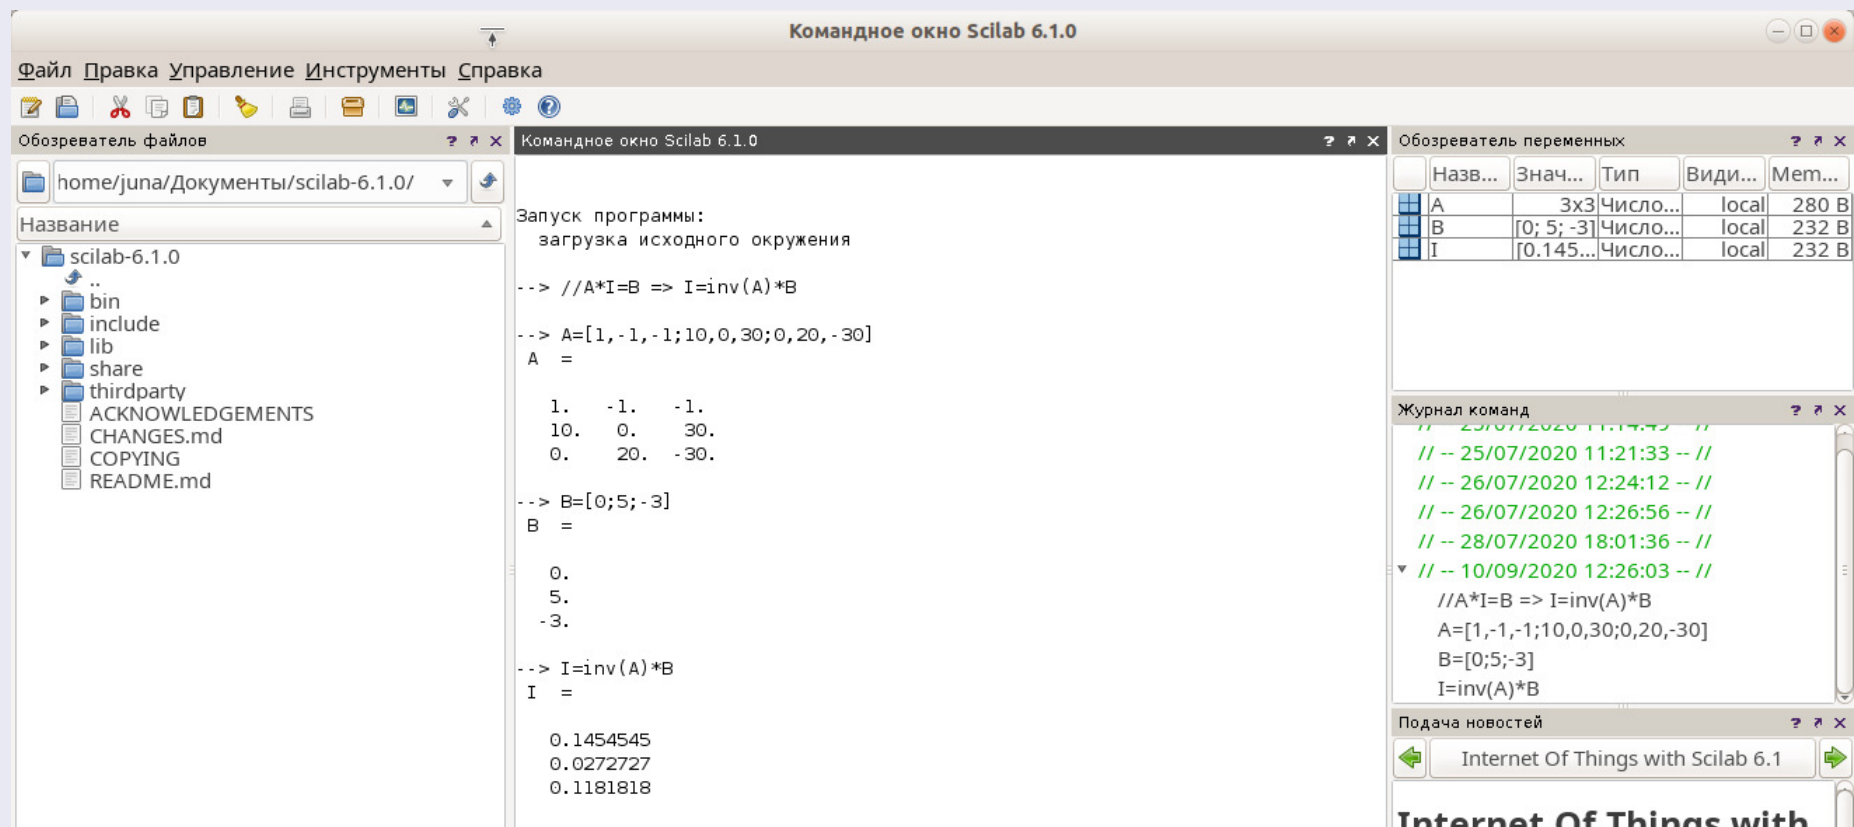 Командное окно Scilab 6.1.0
Файл Правка Управление Инструменты Справка
Обозреватель файлов
home/juna/Документы/scilab-6.1.0/
Название
scilab-6.1.0
..
bin
include
lib
share
thirdparty
ACKNOWLEDGEMENTS
CHANGES.md
COPYING
README.md
Командное окно Scilab 6.1.0
Запуск программы:
загрузка исходного окружения
--> //A*I=B => I=inv(A)*B
--> A=[1,-1,-1;10,0,30;0,20,-30]
A =
1. -1. -1.
10. 0. 30.
0. 20. -30.
--> B=[0;5;-3]
B =
0.
5.
-3.
--> I=inv(A)*B
I =
0.1454545
0.0272727
0.1181818
Обозреватель переменных
Назв... Знач... Тип Види... Mem...
A 3x3 Число... local 280 B
B [0; 5; -3] Число... local 232 B
I [0.145... Число... local 232 B
Журнал команд
// -- 25/07/2020 11:14:49 -- //
// -- 25/07/2020 11:21:33 -- //
// -- 26/07/2020 12:24:12 -- //
// -- 26/07/2020 12:26:56 -- //
// -- 28/07/2020 18:01:36 -- //
// -- 10/09/2020 12:26:03 -- //
//A*I=B => I=inv(A)*B
A=[1,-1,-1;10,0,30;0,20,-30]
B=[0;5;-3]
I=inv(A)*B
Подача новостей
Internet Of Things with Scilab 6.1
Internet Of Things with